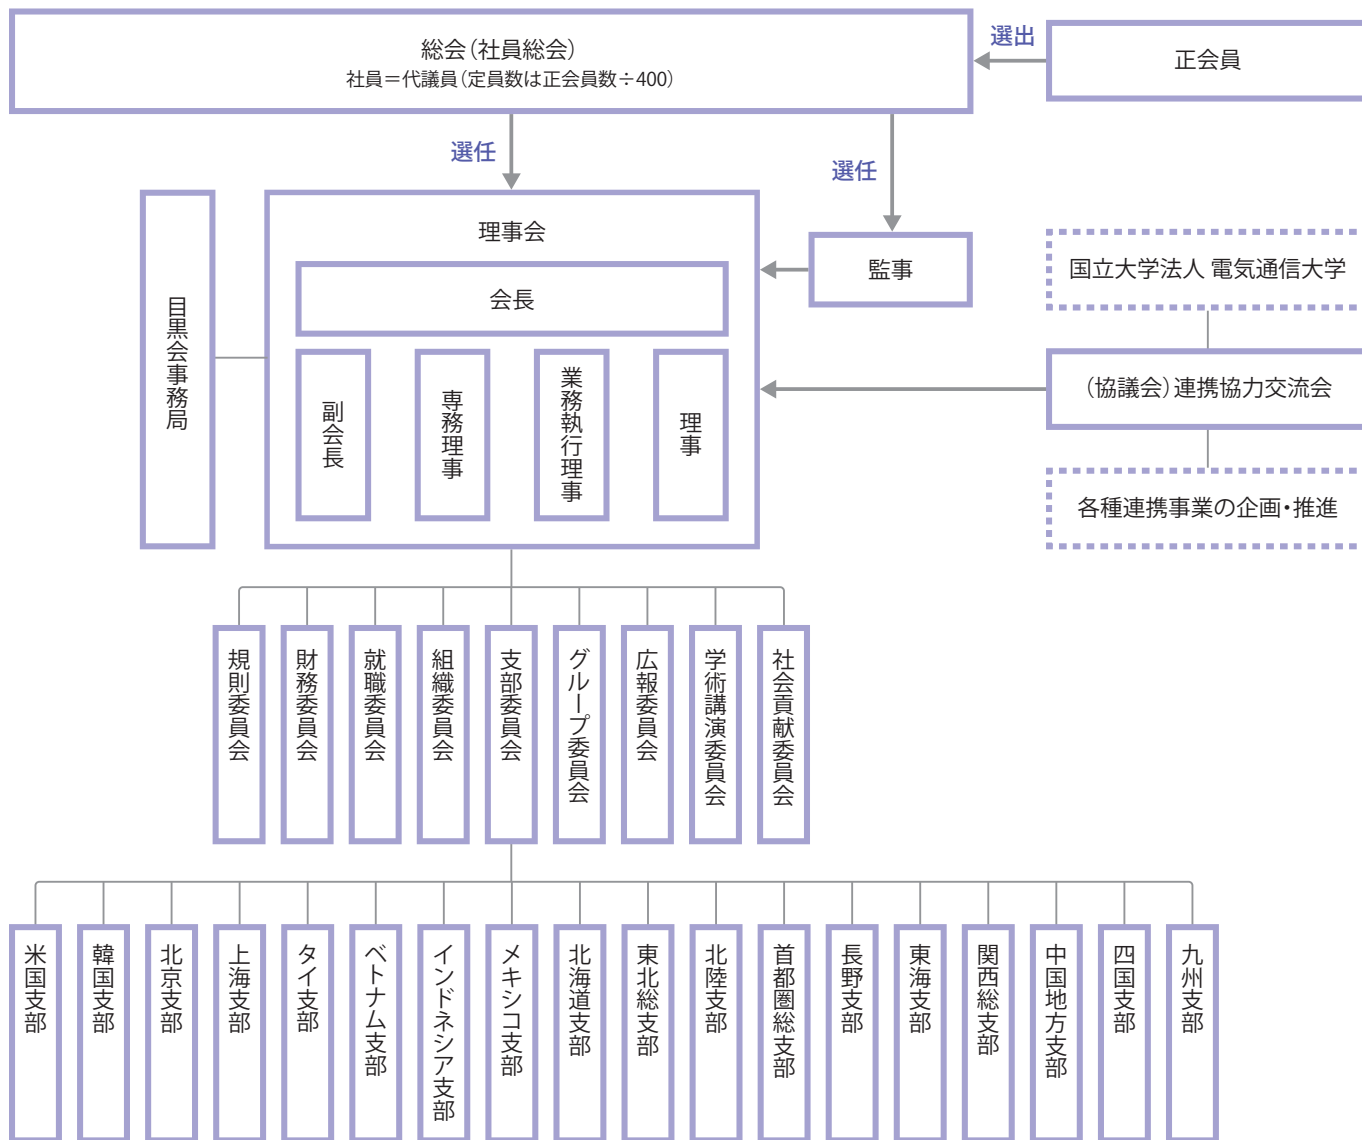 総会（社員総会）
社員＝代議員（定員数は正会員数÷400）
選出
正会員
選任
選任
理事会
会長
副会長
専務理事
業務執行理事
理事
目黒会事務局
監事
国立大学法人 電気通信大学
（協議会）連携協力交流会
各種連携事業の企画・推進
規則委員会
財務委員会
就職委員会
組織委員会
支部委員会
グループ委員会
広報委員会
学術講演委員会
社会貢献委員会
米国支部
韓国支部
北京支部
上海支部
タイ支部
ベトナム支部
インドネシア支部
メキシコ支部
北海道支部
東北総支部
北陸支部
首都圏総支部
長野支部
東海支部
関西総支部
中国地方支部
四国支部
九州支部